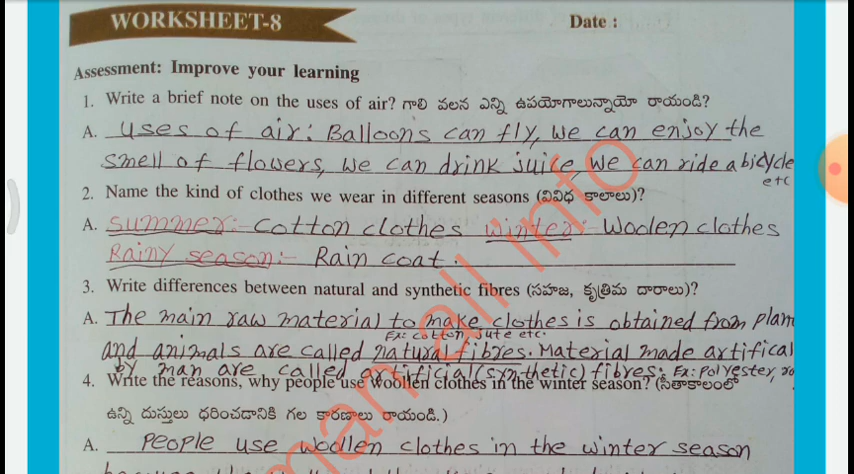 WORKSHEET-8
Date :
Assessment: Improve your learning
1. Write a brief note on the uses of air? గాలి వలన ఎన్ని ఉపయోగాలున్నాయో రాయండి?
A. Uses of air: Balloons can fly, we can enjoy the
smell of flowers, we can drink juice, we can ride a bicycle
etc
2. Name the kind of clothes we wear in different seasons (వివిధ కాలాలు)?
A. Summer:- Cotton clothes winter:- Woolen clothes
Rainy season:- Rain coat.
3. Write differences between natural and synthetic fibres (సహజ, కృత్రిమ దారాలు)?
A. The main raw material to make clothes is obtained from plan
Ex: cotton, jute etc.
and animals are called natural fibres. Material made artifical
by man are called artificial (synthetic) fibres: Ex: Polyester,
4. Write the reasons, why people use woollen clothes in the winter season? (సీతాకాలంలో
ఉన్ని దుస్తులు ధరించడానికి గల కారణాలు రాయండి.)
A. People use woollen clothes in the winter season
man all info